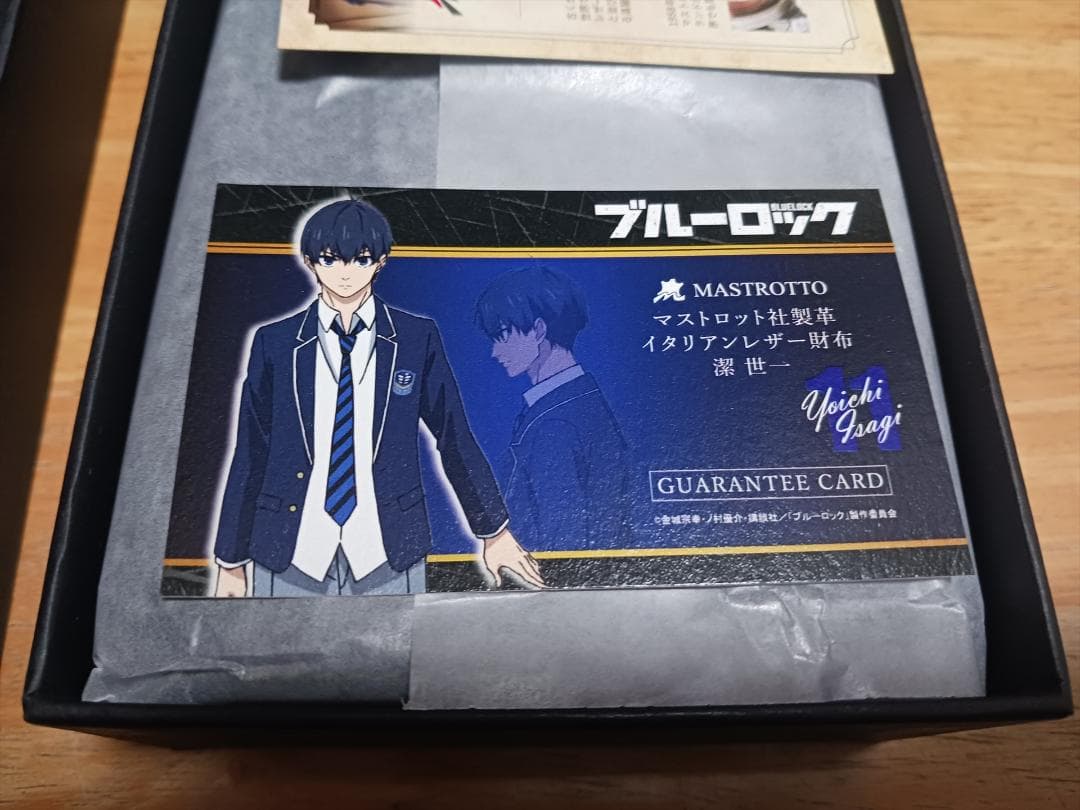 ブルーロック
BLUELOCK
MASTROTTO
マストロット社製革
イタリアンレザー財布
潔 世一
11
Yoichi
Isagi
GUARANTEE CARD
©金城宗幸・ノ村優介・講談社／「ブルーロック」製作委員会